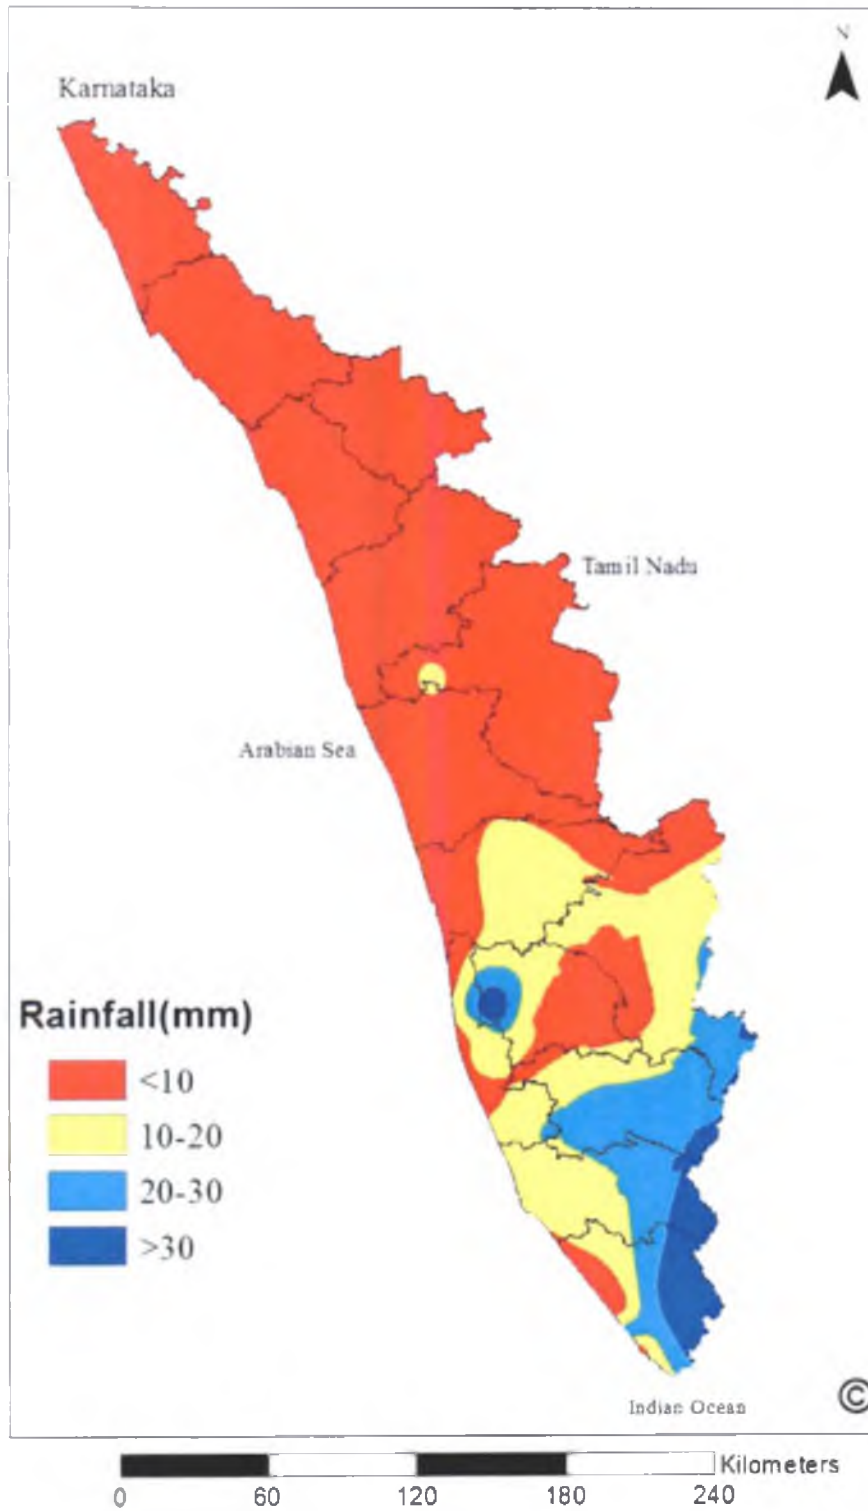 N
Karnataka
Tamil Nadu
Arabian Sea
Rainfall(mm)
<10
10-20
20-30
>30
Indian Ocean
©
Kilometers
0 60 120 180 240